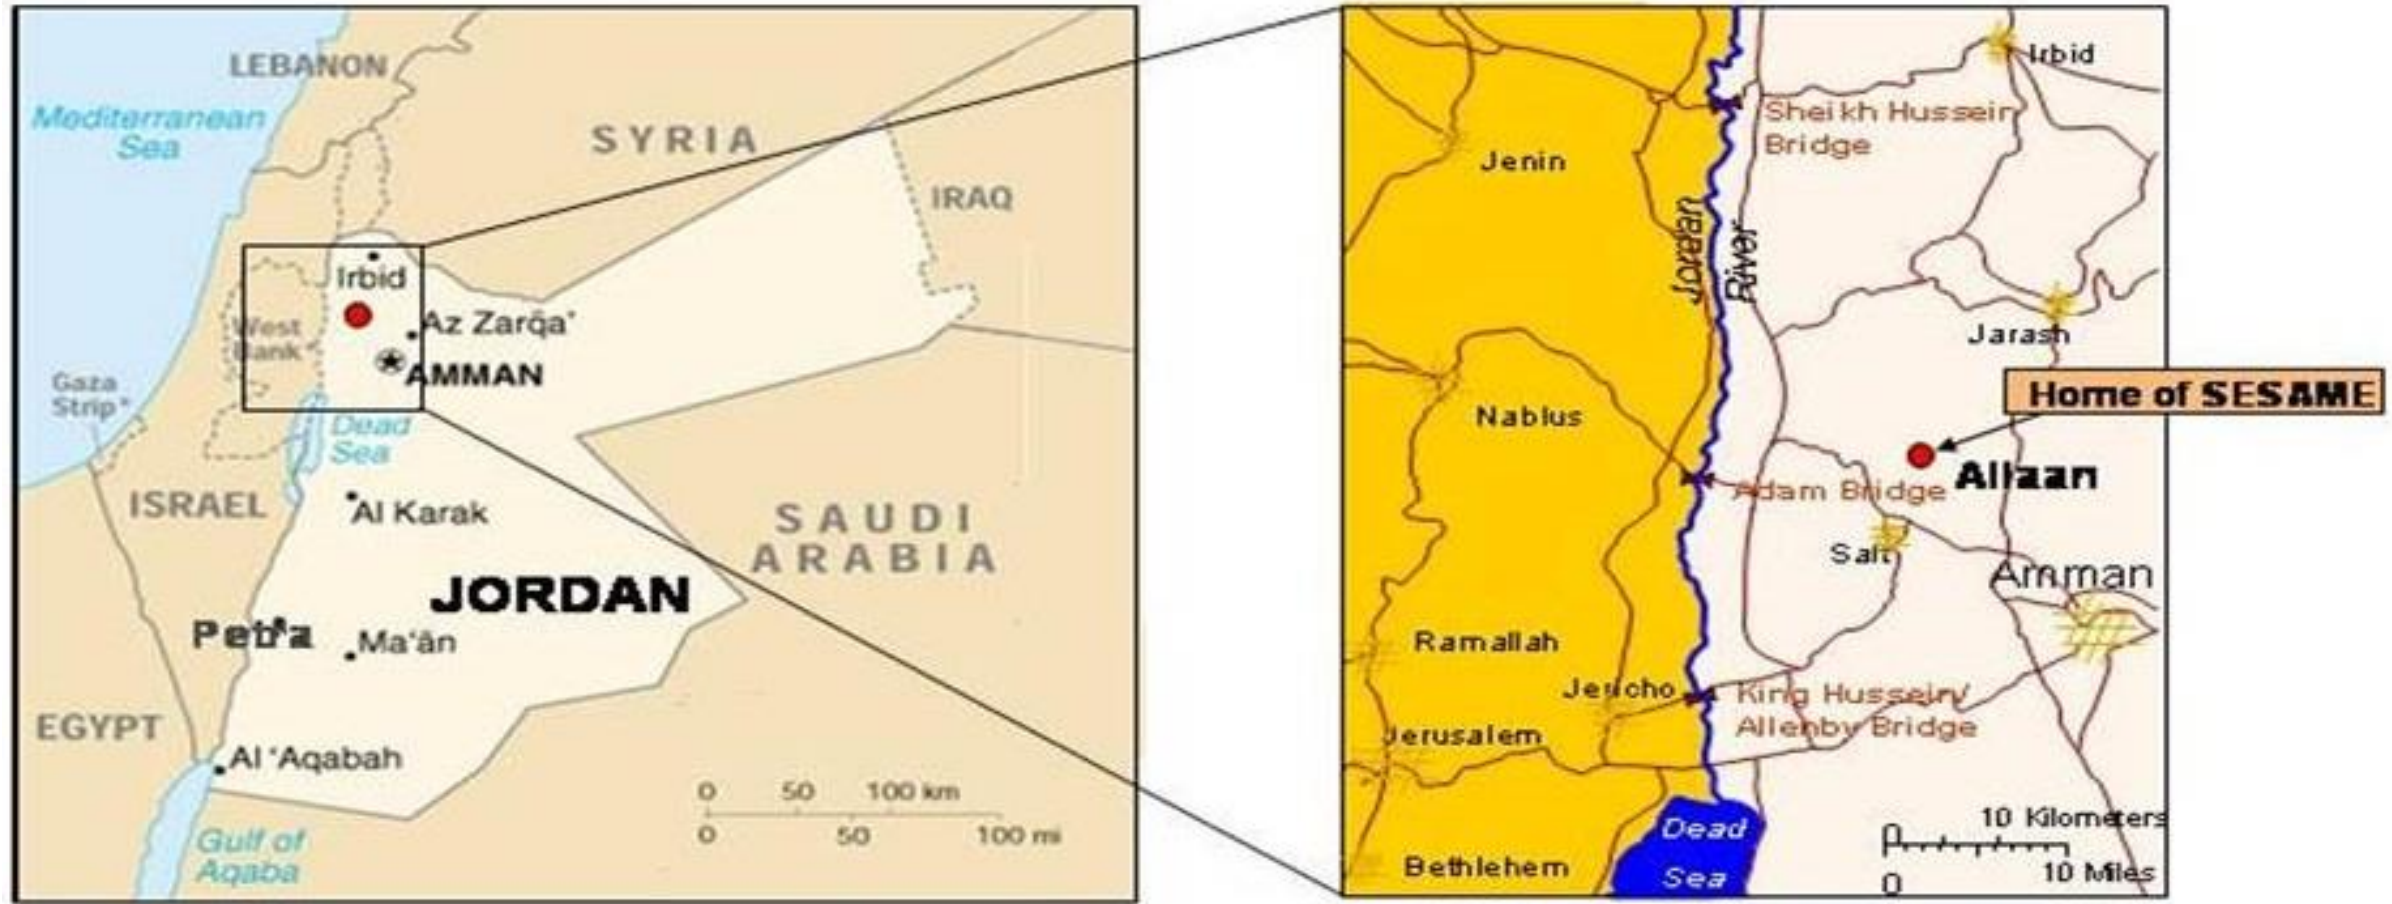 LEBANON
Mediterranean
Sea
SYRIA
IRAQ
Irbid
Az Zarqa'
West
Bank*
AMMAN
Gaza
Strip*
Dead
Sea
ISRAEL
Al Karak
SAUDI
ARABIA
JORDAN
Petra
Ma'ān
EGYPT
Al 'Aqabah
0 50 100 km
0 50 100 mi
Gulf of
Aqaba
Irbid
Sheikh Hussein
Bridge
Jenin
Jordan
River
Jarash
Home of SESAME
Nablus
Allaan
Adam Bridge
Salt
Amman
Ramallah
Jericho
King Hussein/
Allenby Bridge
Jerusalem
Dead
Sea
Bethlehem
0 10 Kilometers
0 10 Miles